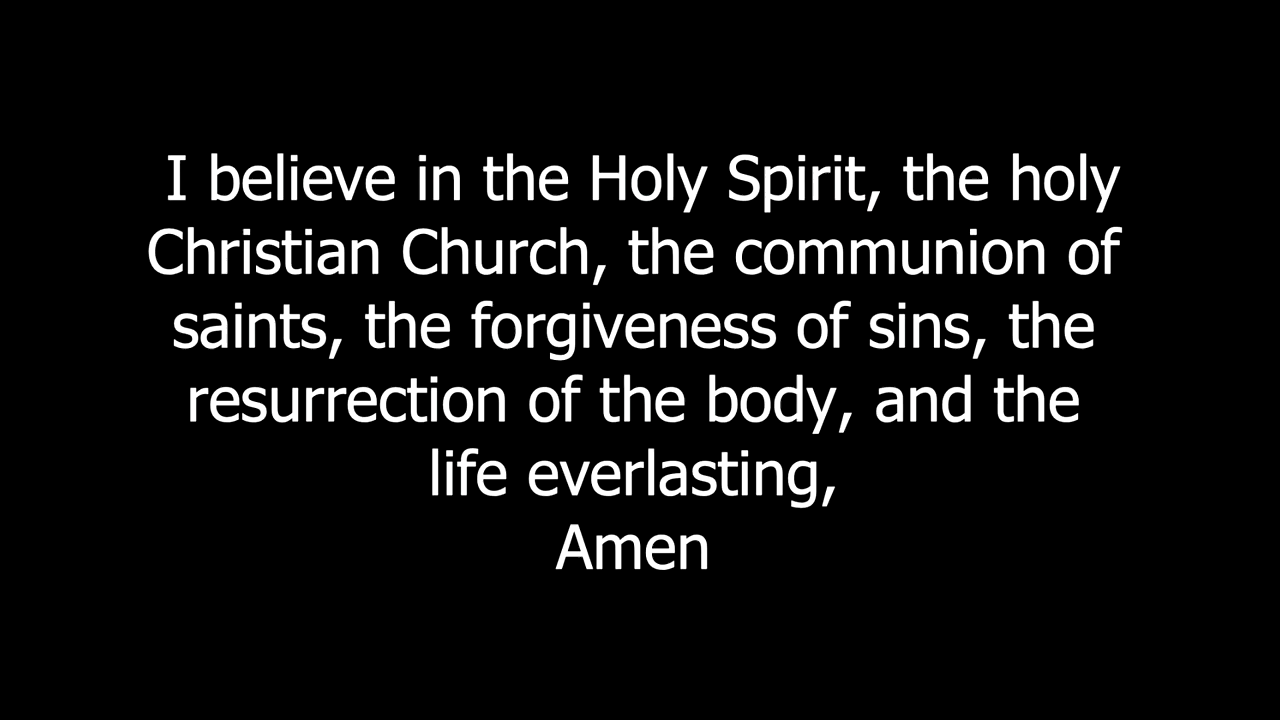 I believe in the Holy Spirit, the holy
Christian Church, the communion of
saints, the forgiveness of sins, the
resurrection of the body, and the
life everlasting,
Amen